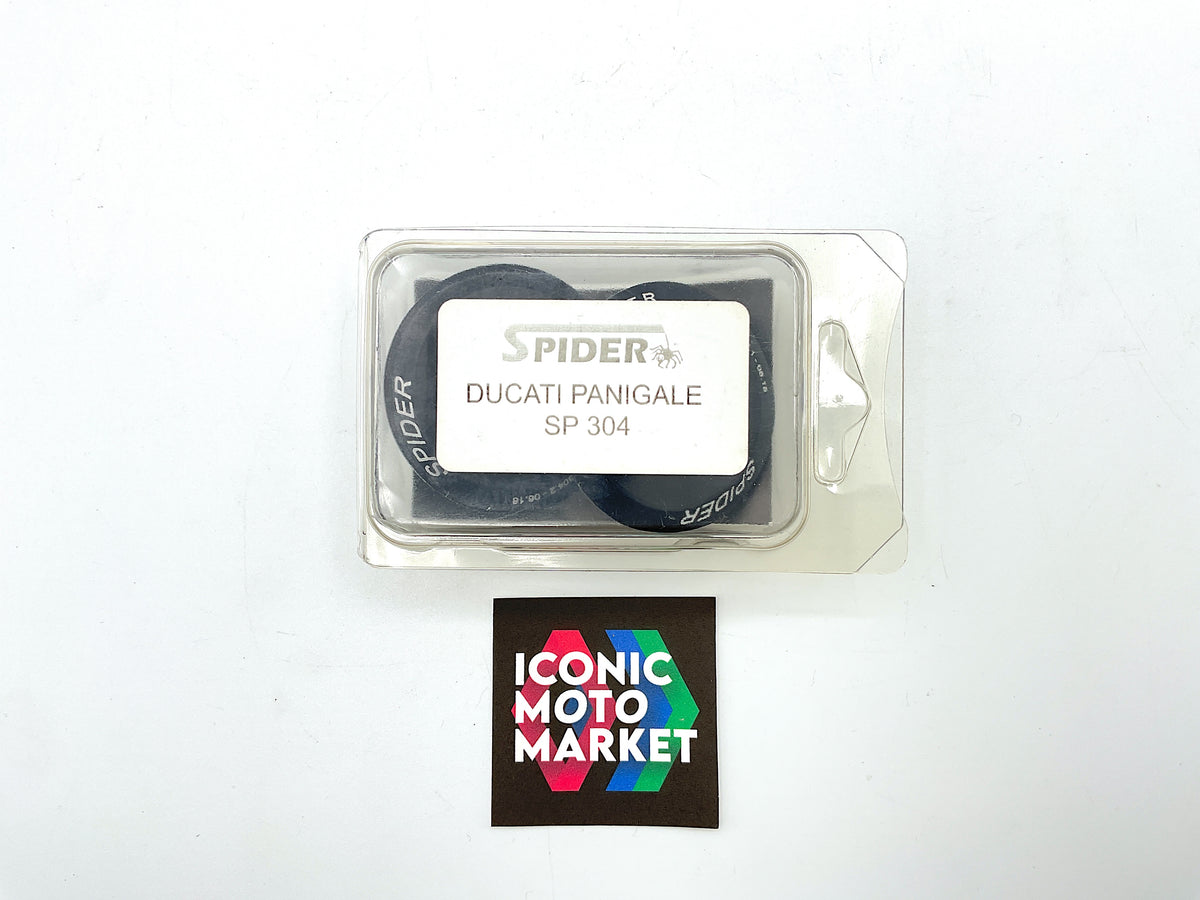 SPIDER
DUCATI PANIGALE
SP 304
SPIDER
SPIDER
ICONIC
MOTO
MARKET